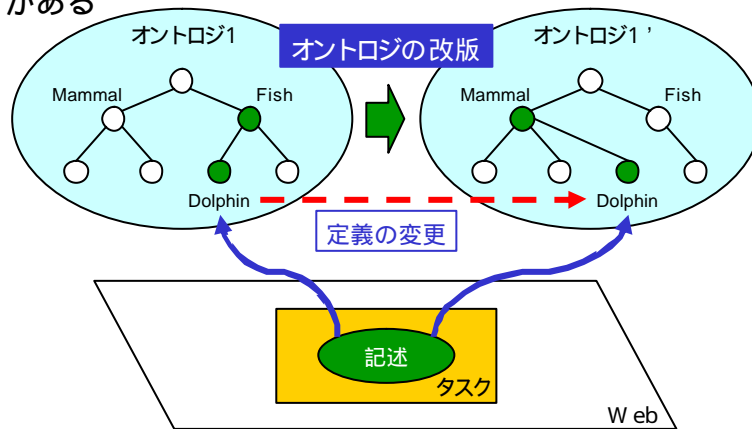 がある
オントロジ1
オントロジの改版
オントロジ1 '
Mammal
Fish
Mammal
Fish
Dolphin
Dolphin
定義の変更
記述
タスク
W eb